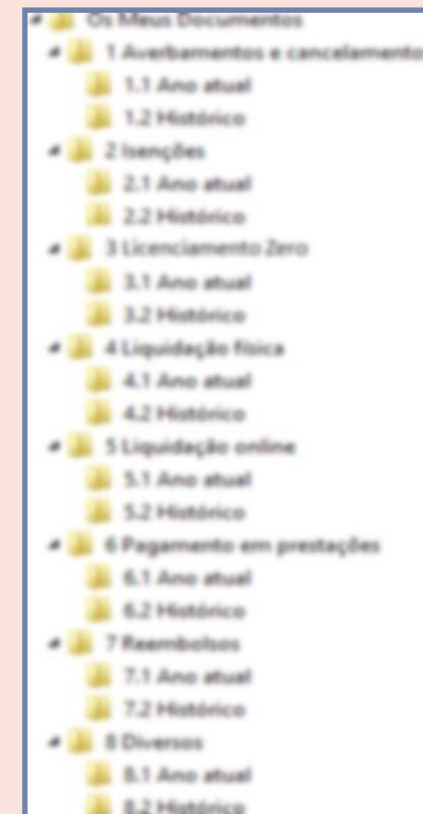 Os Meus Documentos
1 Averbamentos e cancelamento
1.1 Ano atual
1.2 Histórico
2 Isenções
2.1 Ano atual
2.2 Histórico
3 Licenciamento Zero
3.1 Ano atual
3.2 Histórico
4 Liquidação física
4.1 Ano atual
4.2 Histórico
5 Liquidação online
5.1 Ano atual
5.2 Histórico
6 Pagamento em prestações
6.1 Ano atual
6.2 Histórico
7 Reembolsos
7.1 Ano atual
7.2 Histórico
8 Diversos
8.1 Ano atual
8.2 Histórico